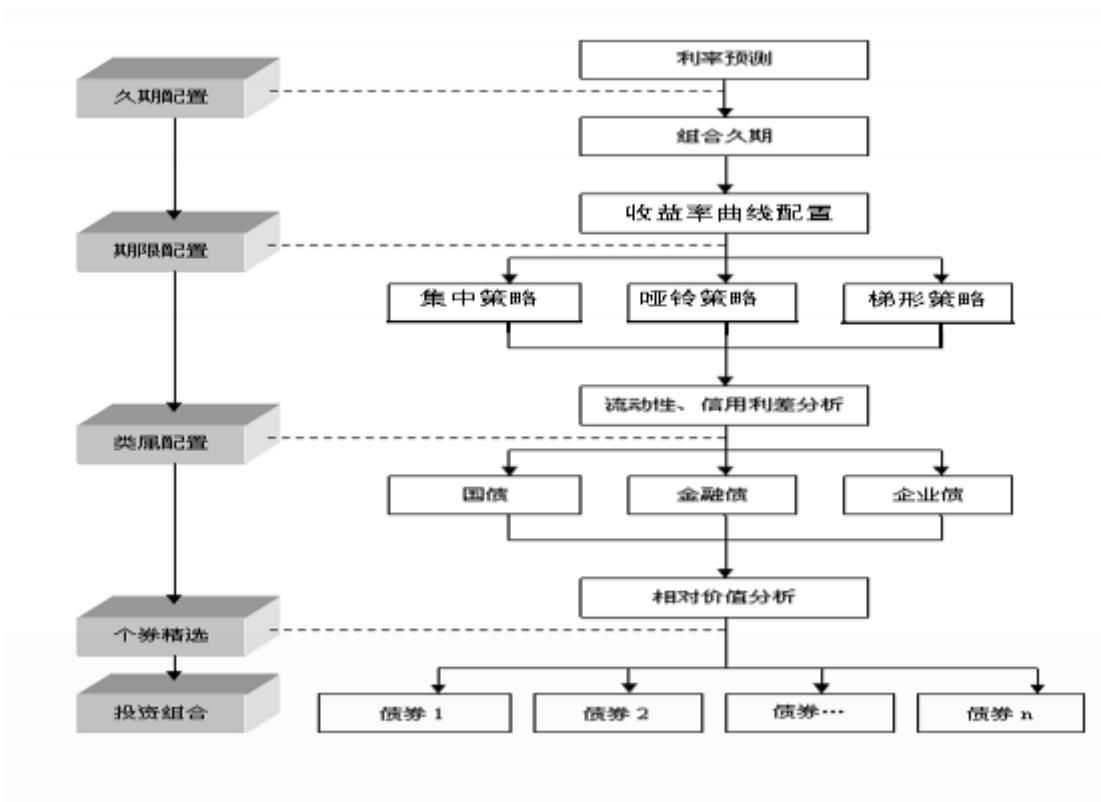 利率预测
久期配置
组合久期
收益率曲线配置
期限配置
集中策略
哑铃策略
梯形策略
流动性、信用利差分析
类属配置
国债
金融债
企业债
相对价值分析
个券精选
投资组合
债券 1
债券 2
债券…
债券 n